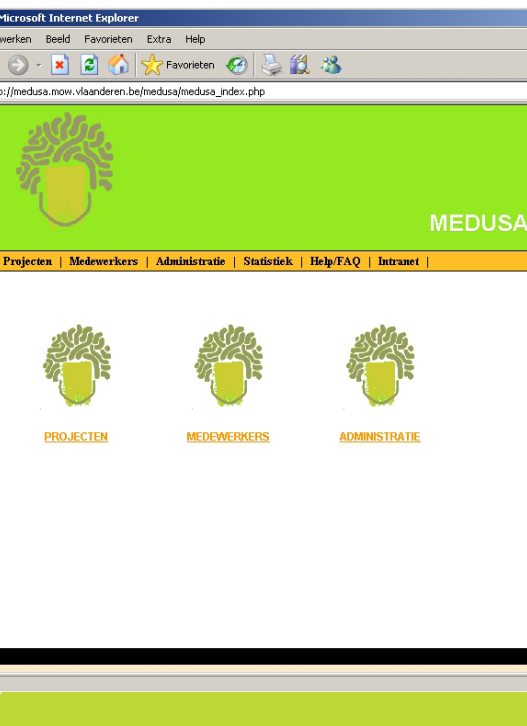 Microsoft Internet Explorer
werken Beeld Favorieten Extra Help
Favorieten
p://medusa.mow.vlaanderen.be/medusa/medusa_index.php
MEDUSA
Projecten | Medewerkers | Administratie | Statistiek | Help/FAQ | Intranet |
PROJECTEN MEDEWERKERS ADMINISTRATIE